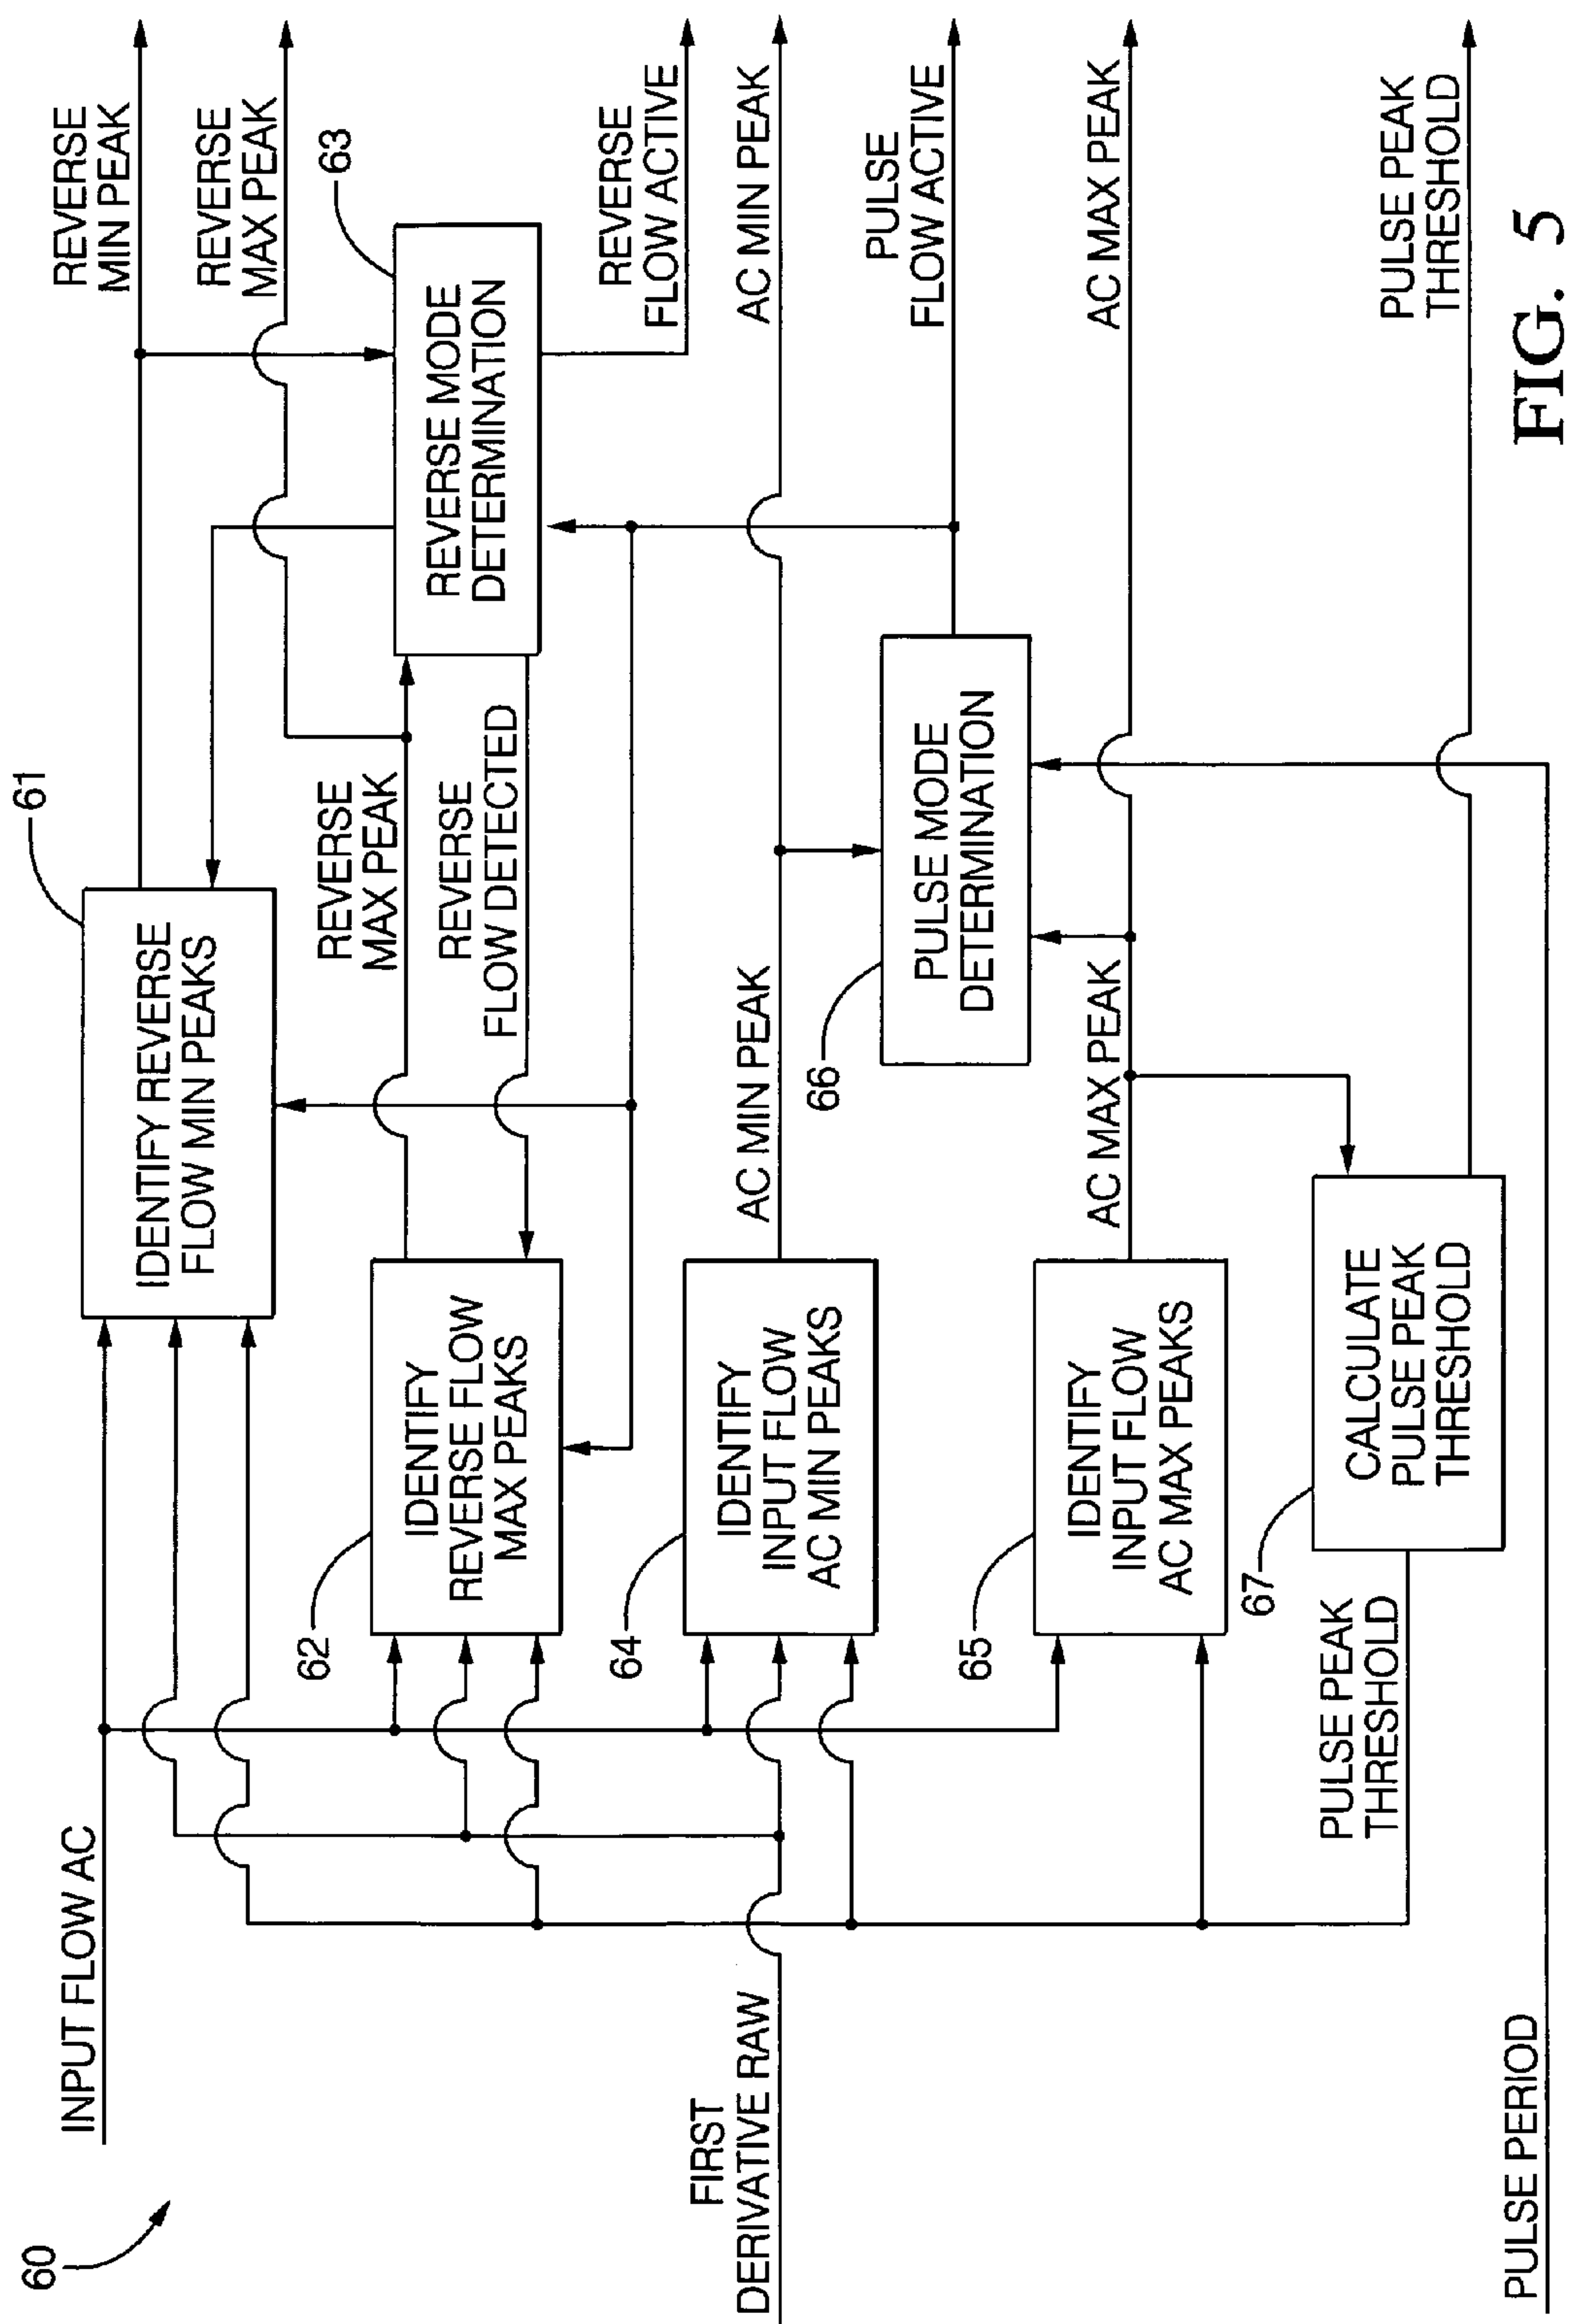 60
INPUT FLOW AC
FIRST
DERIVATIVE RAW
PULSE PERIOD
61
IDENTIFY REVERSE
FLOW MIN PEAKS
REVERSE
MIN PEAK
REVERSE
MAX PEAK
63
REVERSE MODE
DETERMINATION
REVERSE
MAX PEAK
REVERSE
FLOW DETECTED
REVERSE
FLOW ACTIVE
62
IDENTIFY
REVERSE FLOW
MAX PEAKS
64
IDENTIFY
INPUT FLOW
AC MIN PEAKS
AC MIN PEAK
AC MIN PEAK
66
PULSE MODE
DETERMINATION
PULSE
FLOW ACTIVE
65
IDENTIFY
INPUT FLOW
AC MAX PEAKS
AC MAX PEAK
AC MAX PEAK
67
CALCULATE
PULSE PEAK
THRESHOLD
PULSE PEAK
THRESHOLD
PULSE PEAK
THRESHOLD
FIG. 5